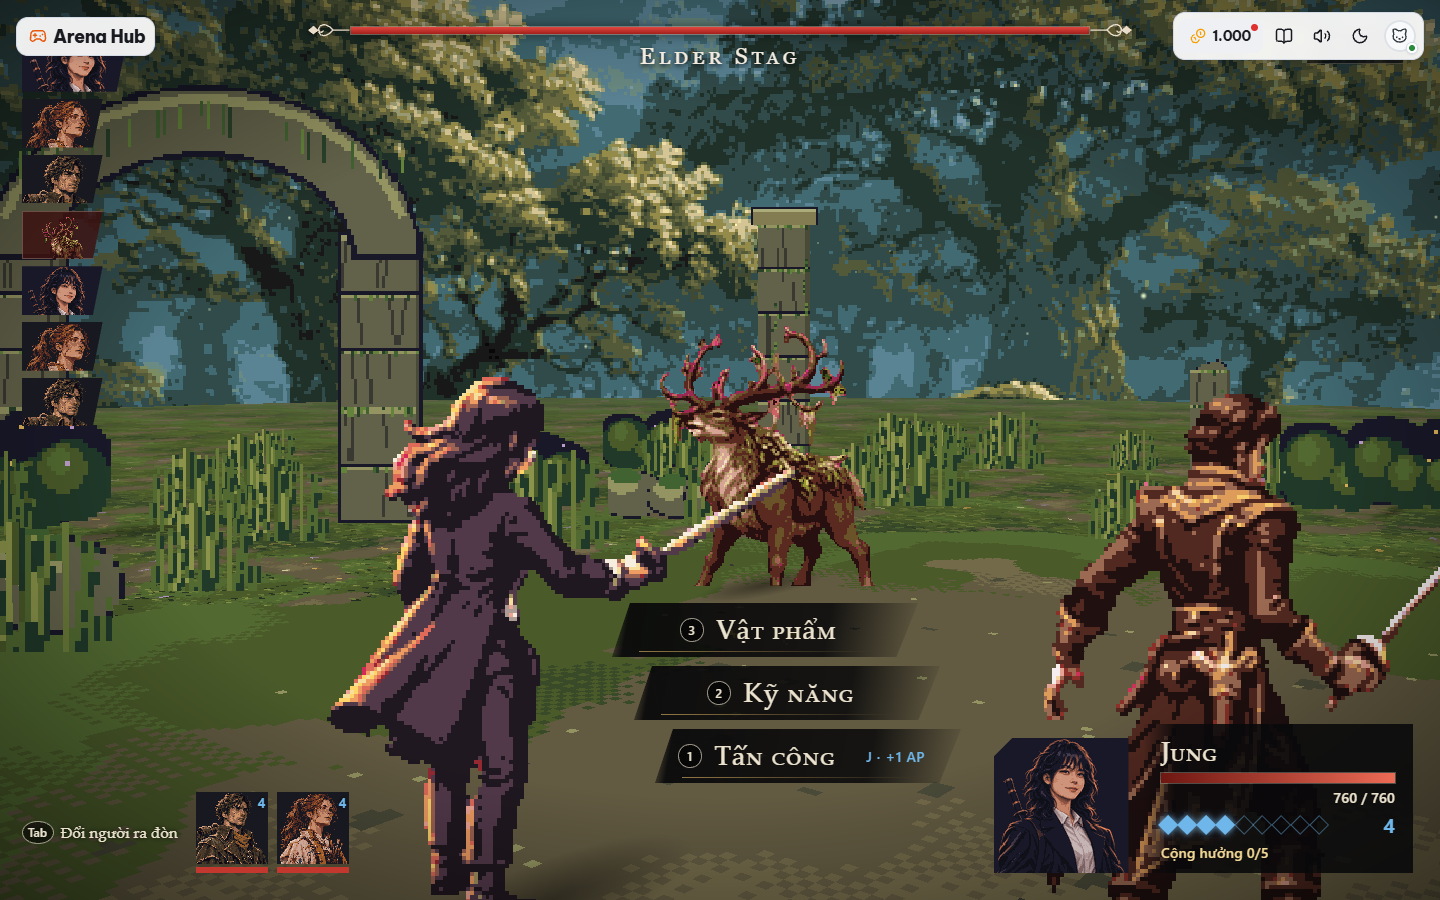 Arena Hub
Elder Stag
1.000
3 Vật phẩm
2 Kỹ năng
1 Tấn công J · +1 AP
Tab Đổi người ra đòn
4
4
Jung
760 / 760
4
Cộng hưởng 0/5